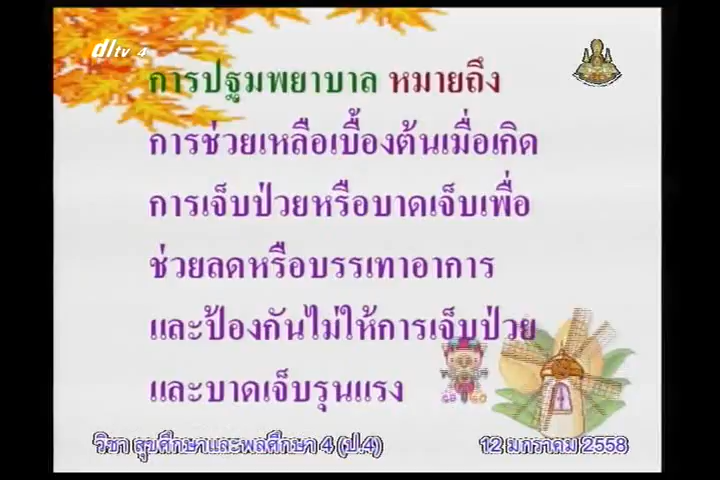 dltv 4
การปฐมพยาบาล หมายถึง
การช่วยเหลือเบื้องต้นเมื่อเกิด
การเจ็บป่วยหรือบาดเจ็บเพื่อ
ช่วยลดหรือบรรเทาอาการ
และป้องกันไม่ให้การเจ็บป่วย
และบาดเจ็บรุนแรง
วิชา สุขศึกษาและพลศึกษา 4 (ป.4) 12 มกราคม 2558